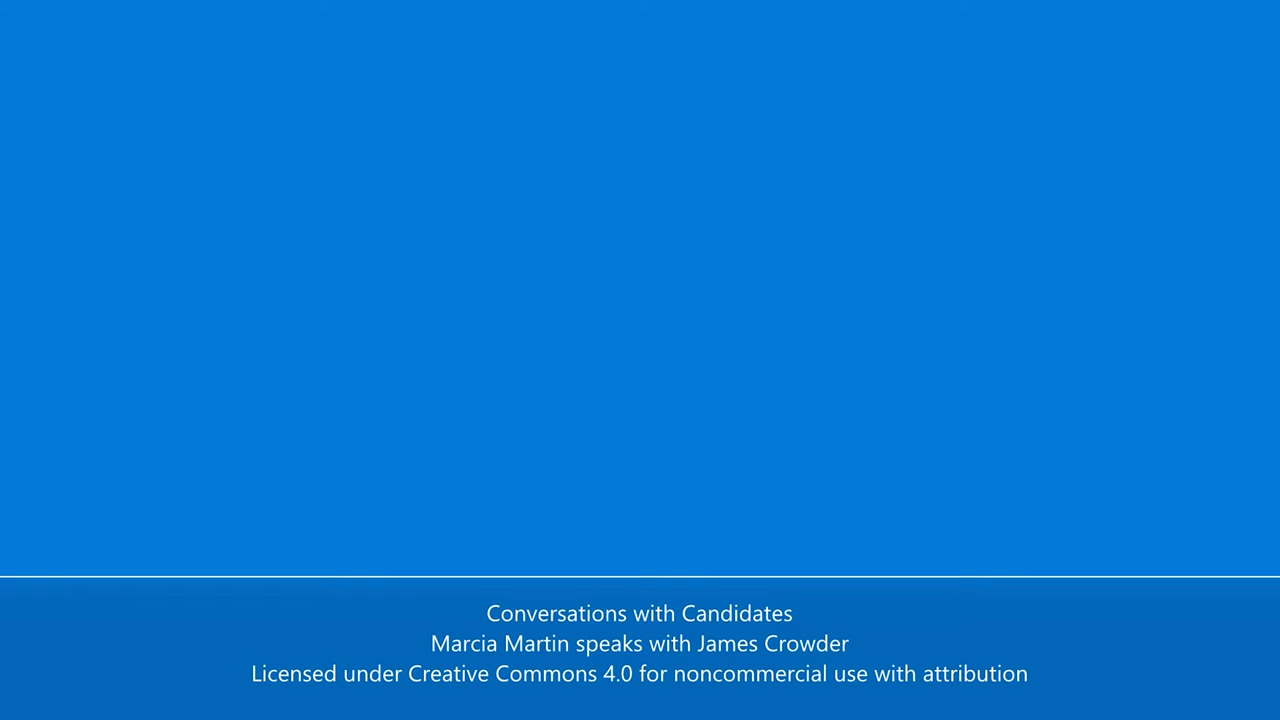 Conversations with Candidates
Marcia Martin speaks with James Crowder
Licensed under Creative Commons 4.0 for noncommercial use with attribution